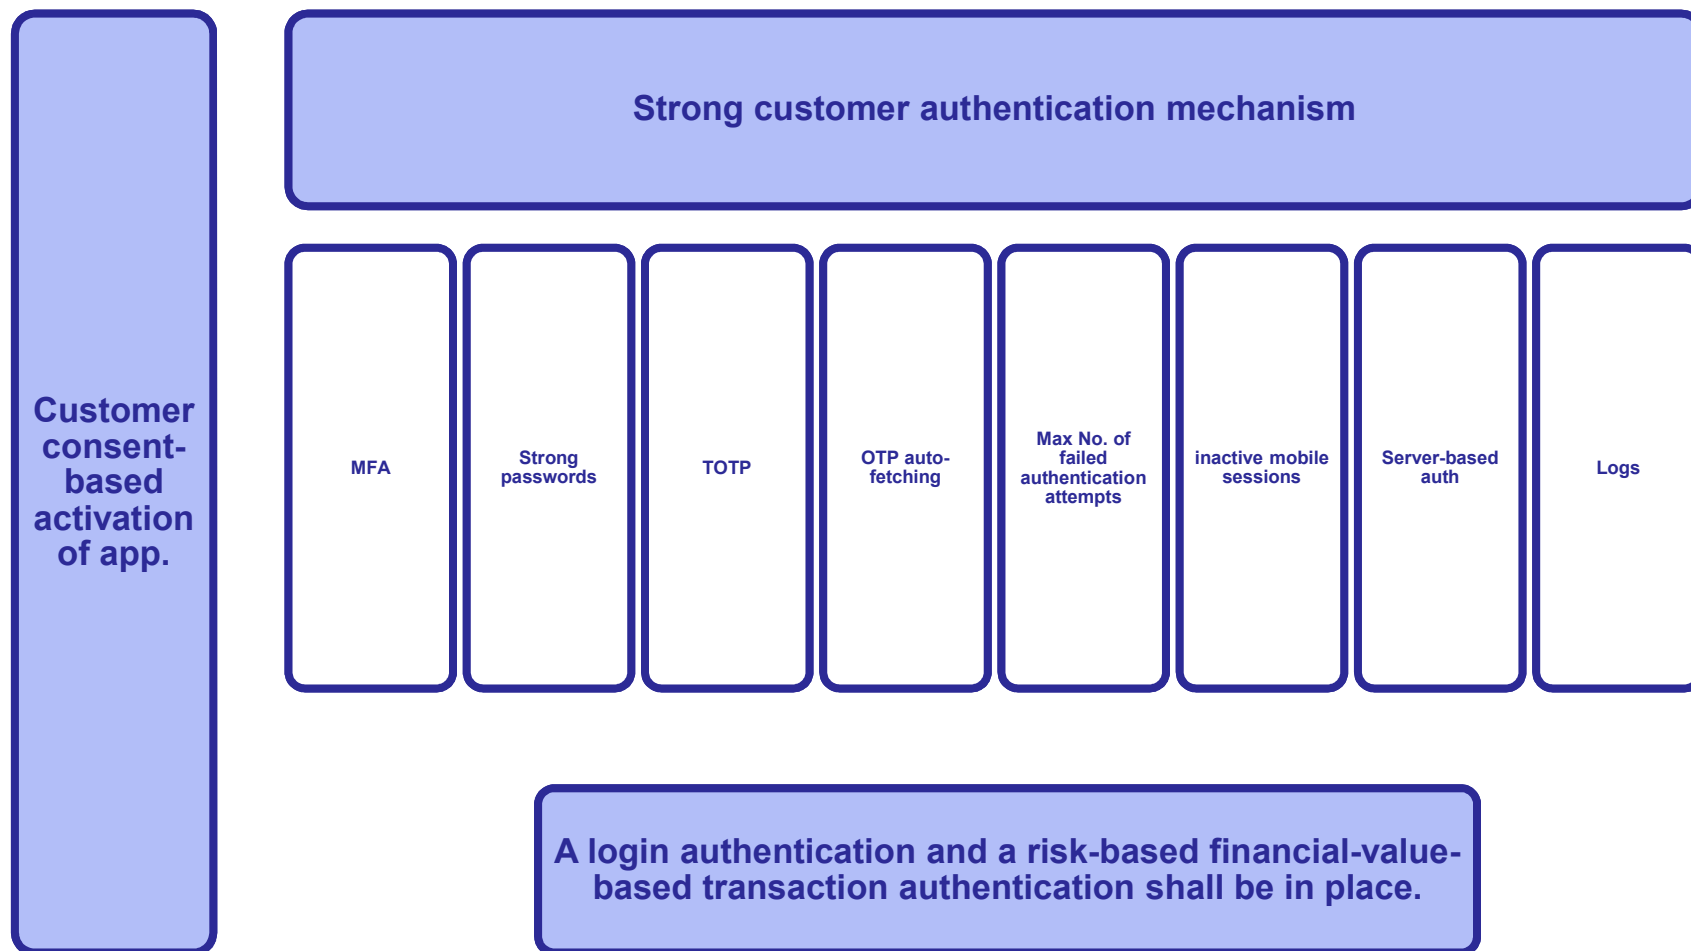 Customer
consent-
based
activation
of app.
Strong customer authentication mechanism
MFA
Strong
passwords
TOTP
OTP auto-
fetching
Max No. of
failed
authentication
attempts
inactive mobile
sessions
Server-based
auth
Logs
A login authentication and a risk-based financial-value-
based transaction authentication shall be in place.